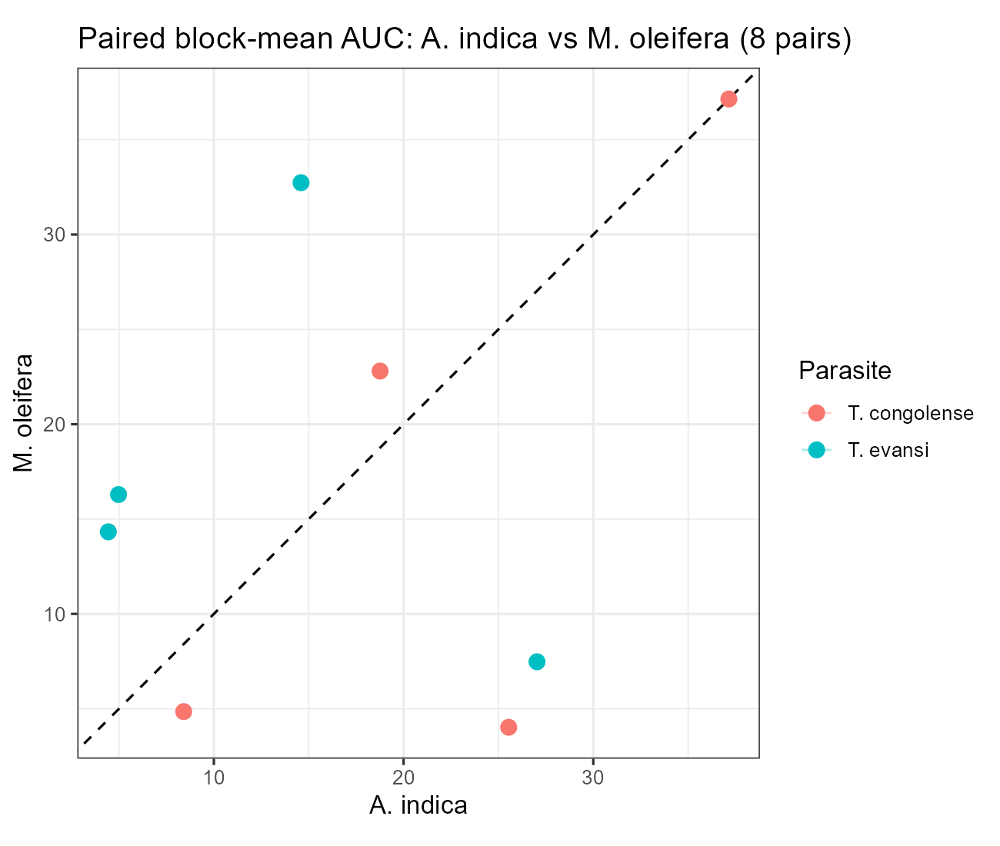 Paired block-mean AUC: A. indica vs M. oleifera (8 pairs)
M. oleifera
30
20
10
10 20 30
A. indica
Parasite
T. congolense
T. evansi